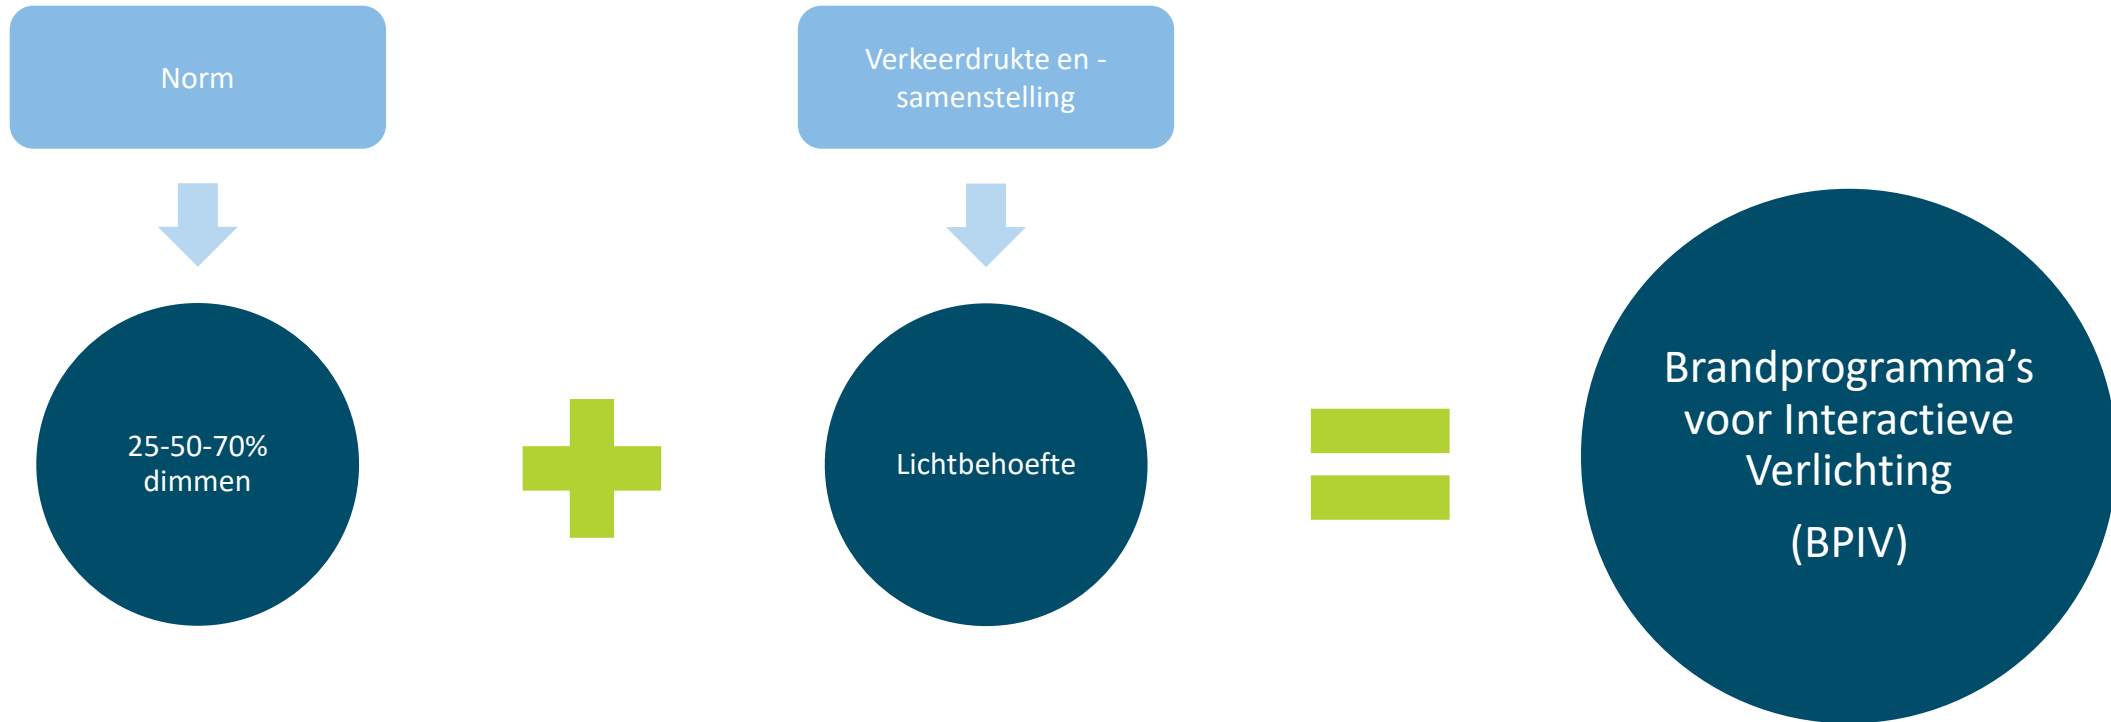 Norm
Verkeerdrukte en -
samenstelling
25-50-70%
dimmen
Lichtbehoefte
Brandprogramma’s
voor Interactieve
Verlichting
(BPIV)